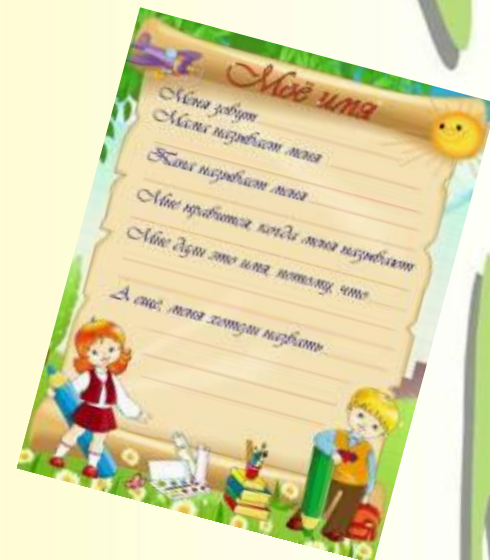 Моё имя
Меня зовут
Мама называет меня
Папа называет меня
Мне нравится, когда меня называют
Мне дали это имя, потому, что
А ещё, меня хотели назвать